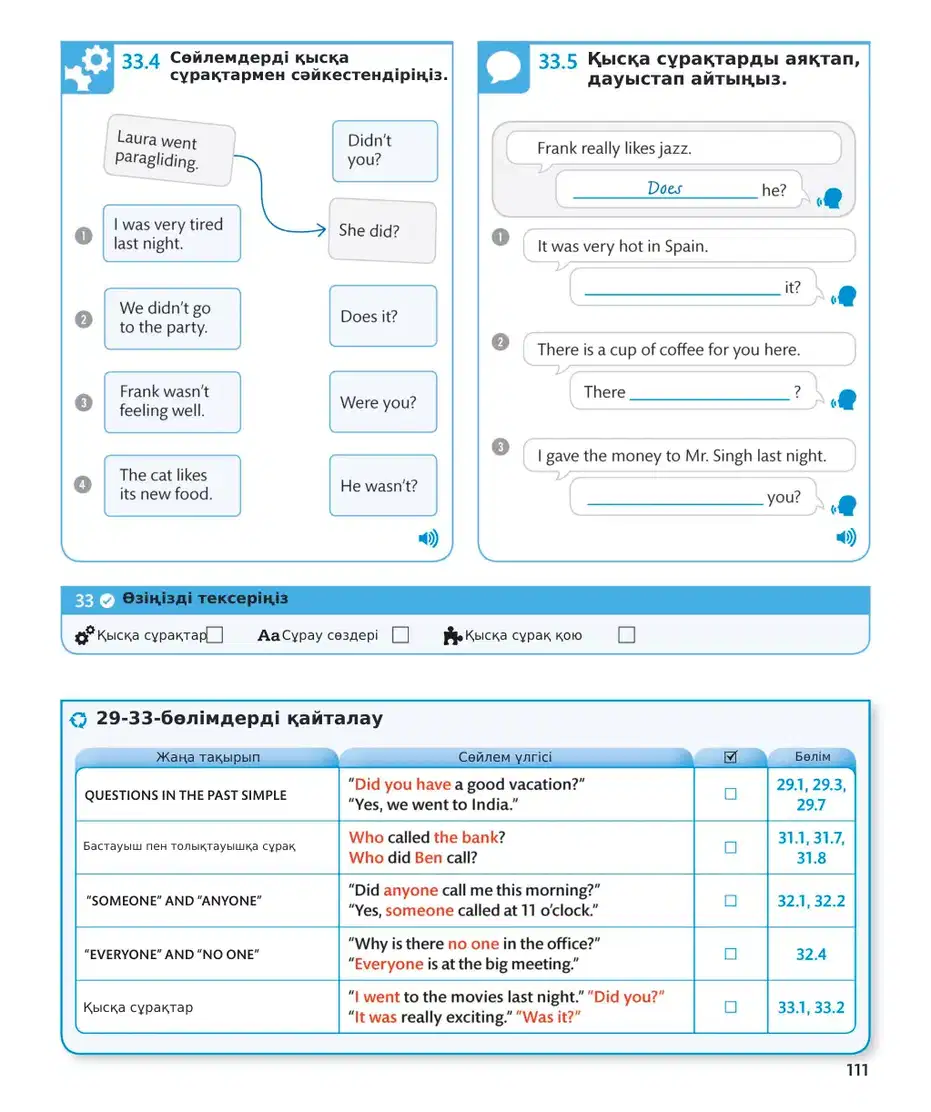 33.4 Сөйлемдерді қысқа
сұрақтармен сәйкестендіріңіз.
Laura went
paragliding.
Didn’t
you?
1 I was very tired
last night.
She did?
2 We didn’t go
to the party.
Does it?
3 Frank wasn’t
feeling well.
Were you?
4 The cat likes
its new food.
He wasn’t?
33.5 Қысқа сұрақтарды аяқтап,
дауыстап айтыңыз.
Frank really likes jazz.
Does he?
1 It was very hot in Spain.
it?
2 There is a cup of coffee for you here.
There ?
3 I gave the money to Mr. Singh last night.
you?
33 Өзіңізді тексеріңіз
Қысқа сұрақтар Aa Сұрау сөздері Қысқа сұрақ қою
29-33-бөлімдерді қайталау
Жаңа тақырып Сөйлем үлгісі Бөлім
QUESTIONS IN THE PAST SIMPLE
“Did you have a good vacation?”
“Yes, we went to India.”
29.1, 29.3,
29.7
Бастауыш пен толықтауышқа сұрақ
Who called the bank?
Who did Ben call?
31.1, 31.7,
31.8
“SOMEONE” AND “ANYONE”
“Did anyone call me this morning?”
“Yes, someone called at 11 o’clock.”
32.1, 32.2
“EVERYONE” AND “NO ONE”
“Why is there no one in the office?”
“Everyone is at the big meeting.”
32.4
Қысқа сұрақтар
“I went to the movies last night.” “Did you?”
“It was really exciting.” “Was it?”
33.1, 33.2
111